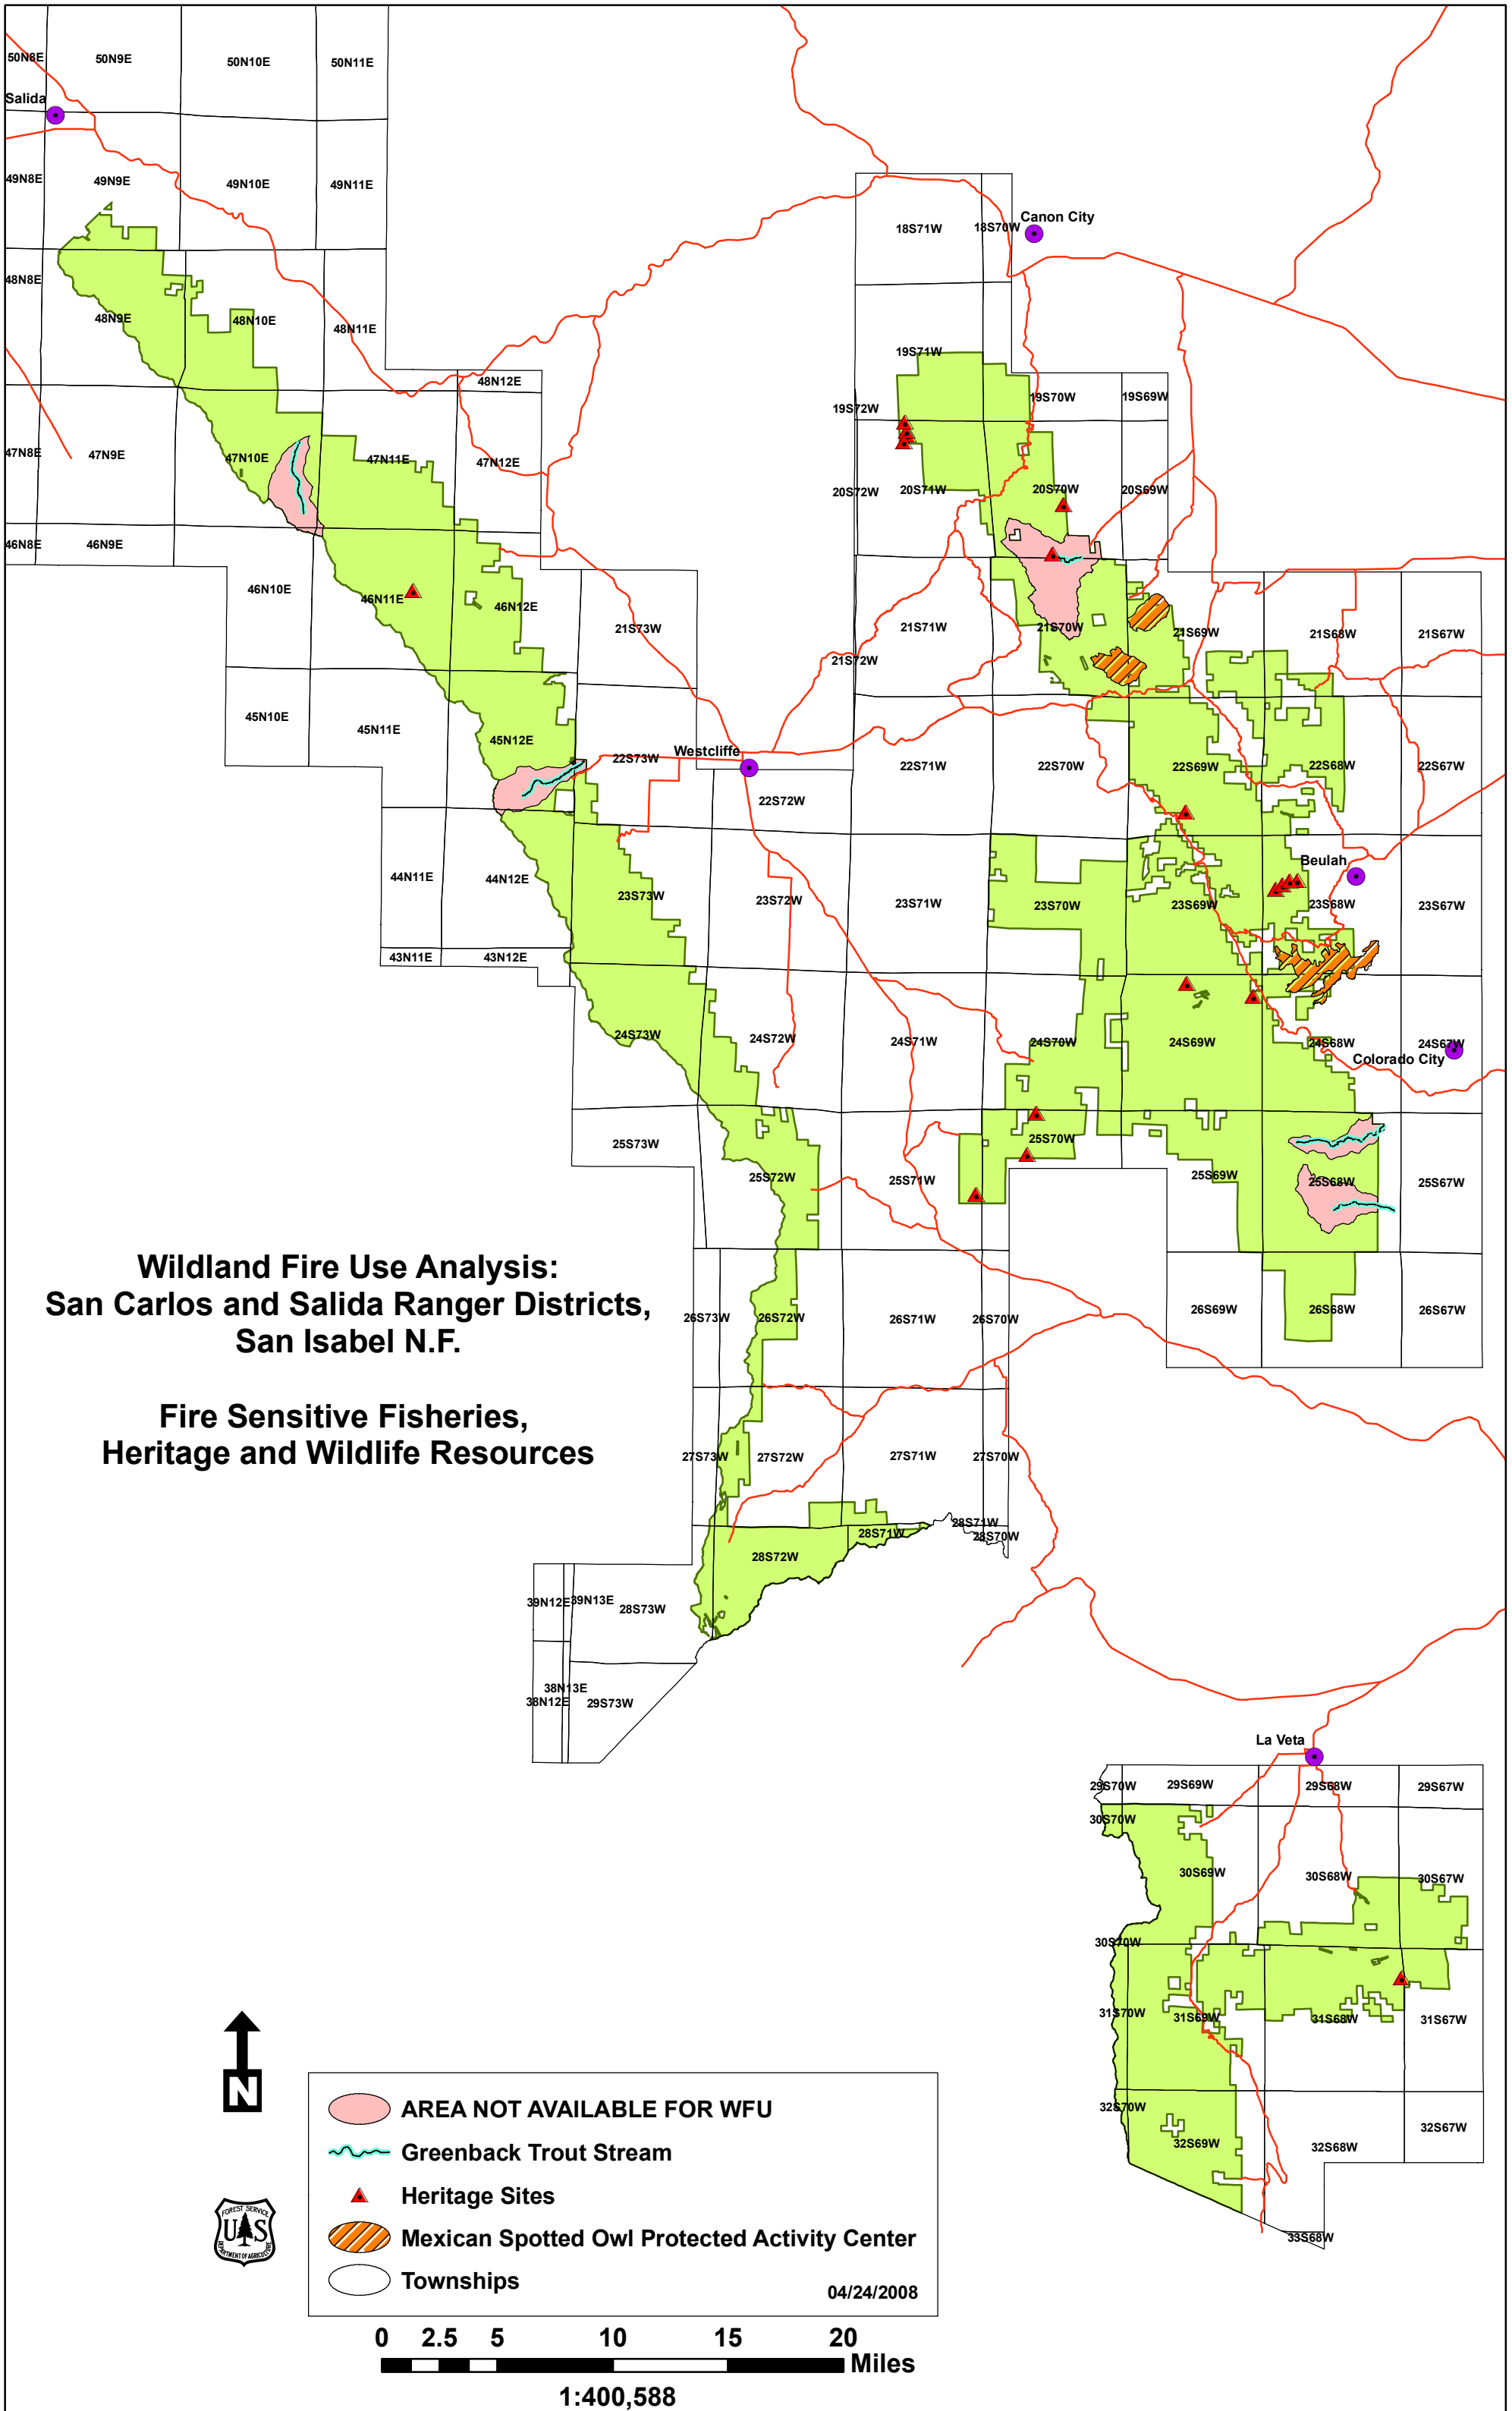 50N8E
50N9E
50N10E
50N11E
Salida
49N8E
49N9E
49N10E
49N11E
18S71W
18S70W
Canon City
48N8E
48N9E
48N10E
48N11E
19S71W
48N12E
19S72W
19S70W
19S69W
47N8E
47N9E
47N10E
47N11E
47N12E
20S72W
20S71W
20S70W
20S69W
46N8E
46N9E
46N10E
46N11E
46N12E
21S73W
21S72W
21S71W
21S70W
21S69W
21S68W
21S67W
45N10E
45N11E
45N12E
22S73W
Westcliffe
22S72W
22S71W
22S70W
22S69W
22S68W
22S67W
44N11E
44N12E
23S73W
23S72W
23S71W
23S70W
23S69W
Beulah
23S68W
23S67W
43N11E
43N12E
24S73W
24S72W
24S71W
24S70W
24S69W
24S68W
24S67W
Colorado City
25S73W
25S72W
25S71W
25S70W
25S69W
25S68W
25S67W
Wildland Fire Use Analysis:
San Carlos and Salida Ranger Districts,
San Isabel N.F.
Fire Sensitive Fisheries,
Heritage and Wildlife Resources
26S73W
26S72W
26S71W
26S70W
26S69W
26S68W
26S67W
27S73W
27S72W
27S71W
27S70W
28S72W
28S71W
28S71W
28S70W
39N12E
39N13E
28S73W
38N13E
38N12E
29S73W
La Veta
29S70W
29S69W
29S68W
29S67W
30S70W
30S69W
30S68W
30S67W
30S70W
31S70W
31S69W
31S68W
31S67W
32S70W
32S69W
32S68W
32S67W
33S68W
N
FOREST SERVICE
U S
DEPARTMENT OF AGRICULTURE
AREA NOT AVAILABLE FOR WFU
Greenback Trout Stream
Heritage Sites
Mexican Spotted Owl Protected Activity Center
Townships
04/24/2008
0 2.5 5 10 15 20
Miles
1:400,588